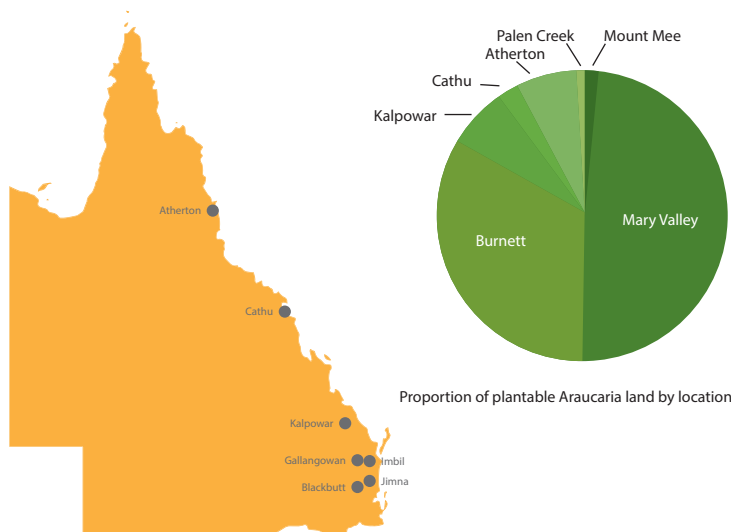 Palen Creek
Mount Mee
Atherton
Cathu
Kalpowar
Burnett
Mary Valley
Proportion of plantable Araucaria land by location
Atherton
Cathu
Kalpowar
Gallangowan
Imbil
Jimna
Blackbutt